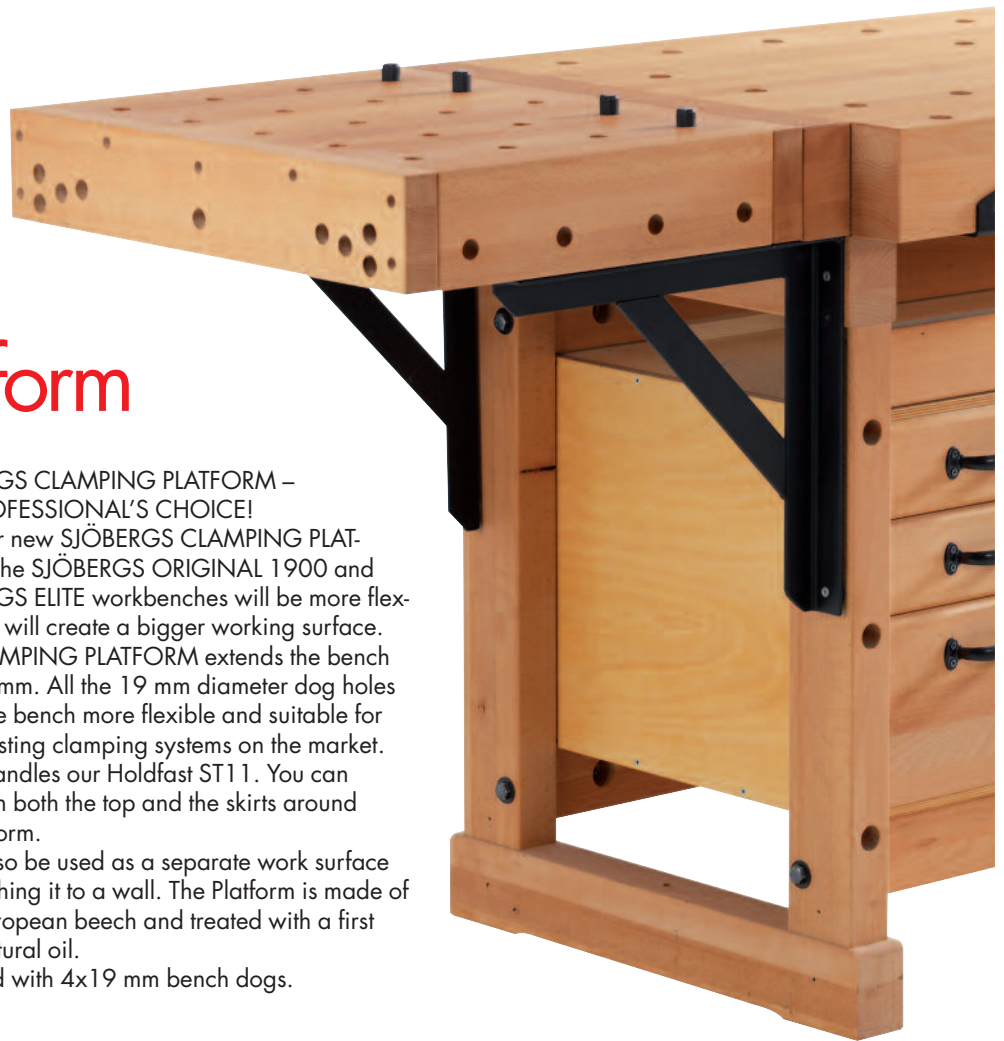 form
GS CLAMPING PLATFORM –
OFESSIONAL'S CHOICE!
r new SJÖBERGS CLAMPING PLAT-
he SJÖBERGS ORIGINAL 1900 and
GS ELITE workbenches will be more flex-
will create a bigger working surface.
MPING PLATFORM extends the bench
mm. All the 19 mm diameter dog holes
e bench more flexible and suitable for
sting clamping systems on the market.
andles our Holdfast ST11. You can
n both the top and the skirts around
orm.
so be used as a separate work surface
hing it to a wall. The Platform is made of
ropean beech and treated with a first
tural oil.
d with 4x19 mm bench dogs.